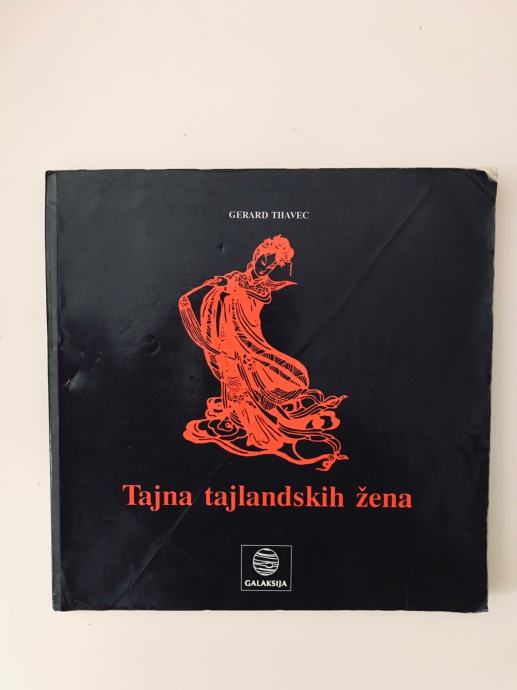 GERARD THAVEC
Tajna tajlandskih žena
GALAKSIJA